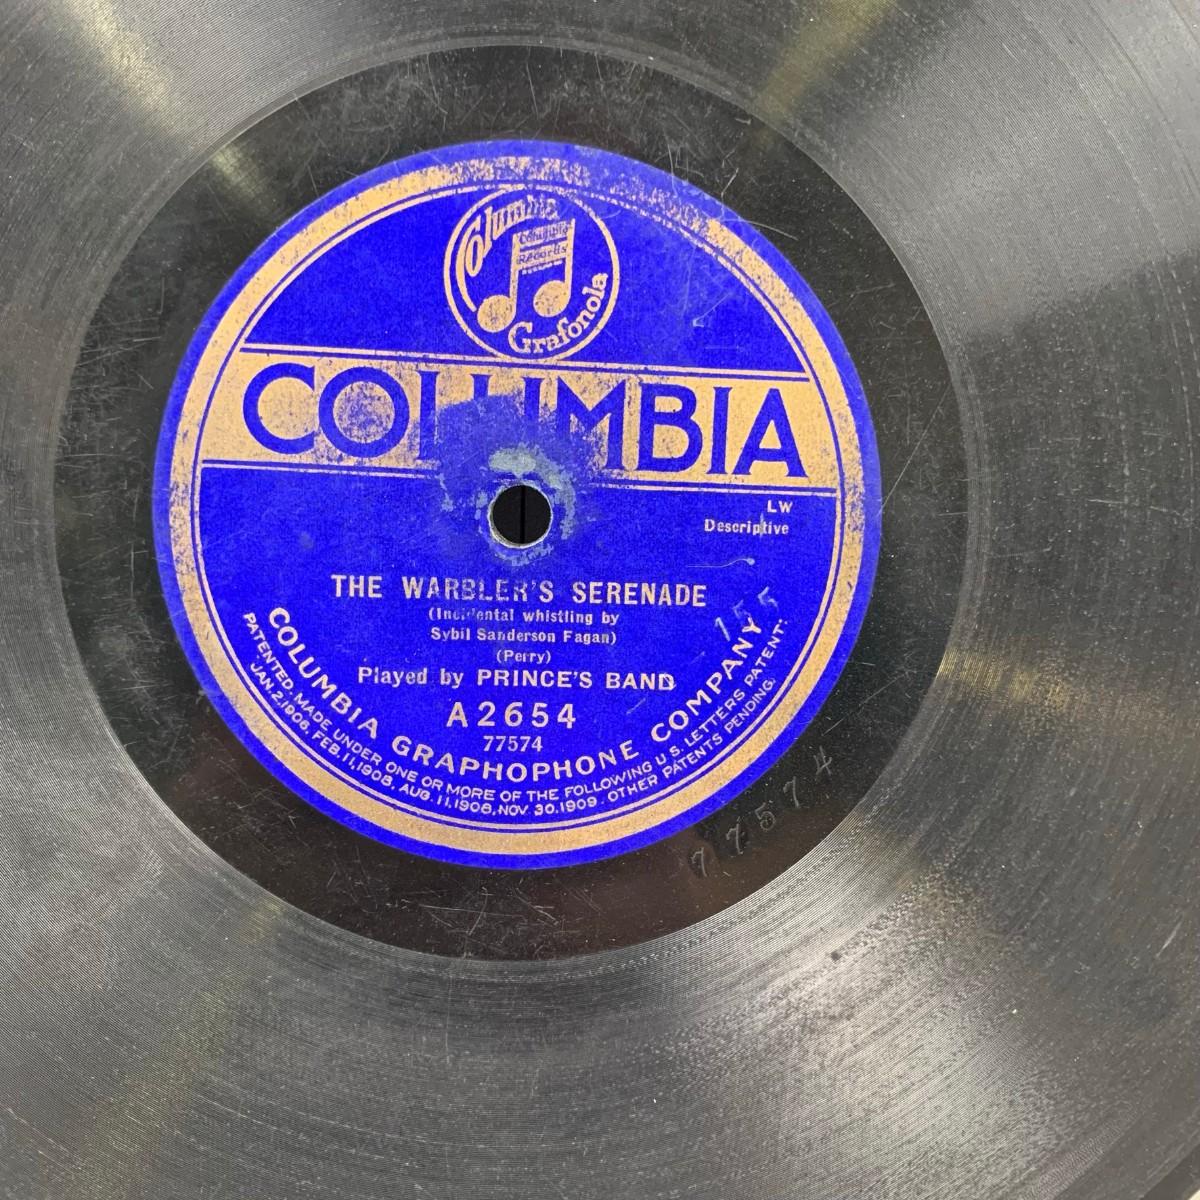 Columbia
Columbia
Records
Grafonola
COLUMBIA
LW
Descriptive
THE WARBLER'S SERENADE
(Incidental whistling by
Sybil Sanderson Fagan)
(Perry)
Played by PRINCE'S BAND
A2654
77574
COLUMBIA GRAPHOPHONE COMPANY
PATENTED. MADE UNDER ONE OR MORE OF THE FOLLOWING U.S. LETTERS PATENT:
JAN.2,1906, FEB.11,1908, AUG.11,1908, NOV.30,1909. OTHER PATENTS PENDING.
155
77574